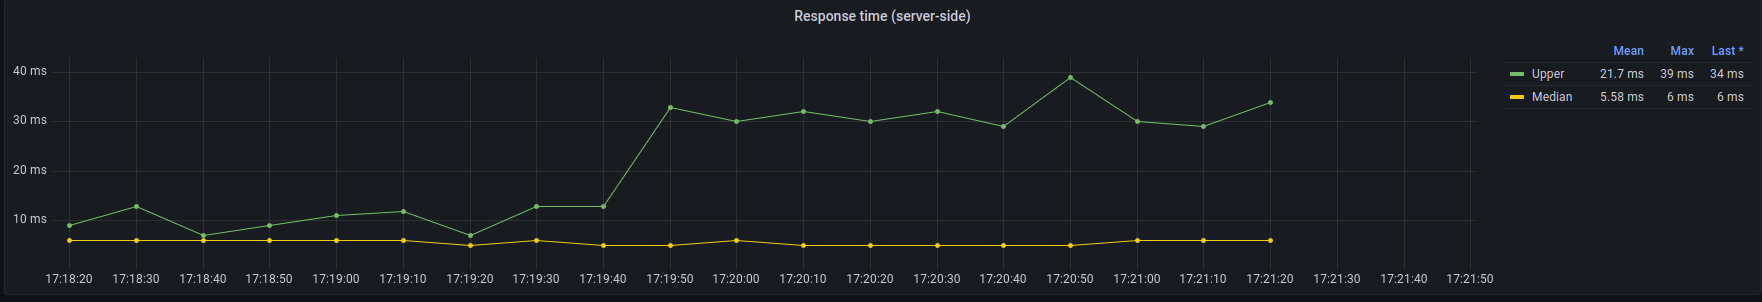 Response time (server-side)
Mean Max Last *
Upper 21.7 ms 39 ms 34 ms
Median 5.58 ms 6 ms 6 ms
40 ms
30 ms
20 ms
10 ms
17:18:20 17:18:30 17:18:40 17:18:50 17:19:00 17:19:10 17:19:20 17:19:30 17:19:40 17:19:50 17:20:00 17:20:10 17:20:20 17:20:30 17:20:40 17:20:50 17:21:00 17:21:10 17:21:20 17:21:30 17:21:40 17:21:50